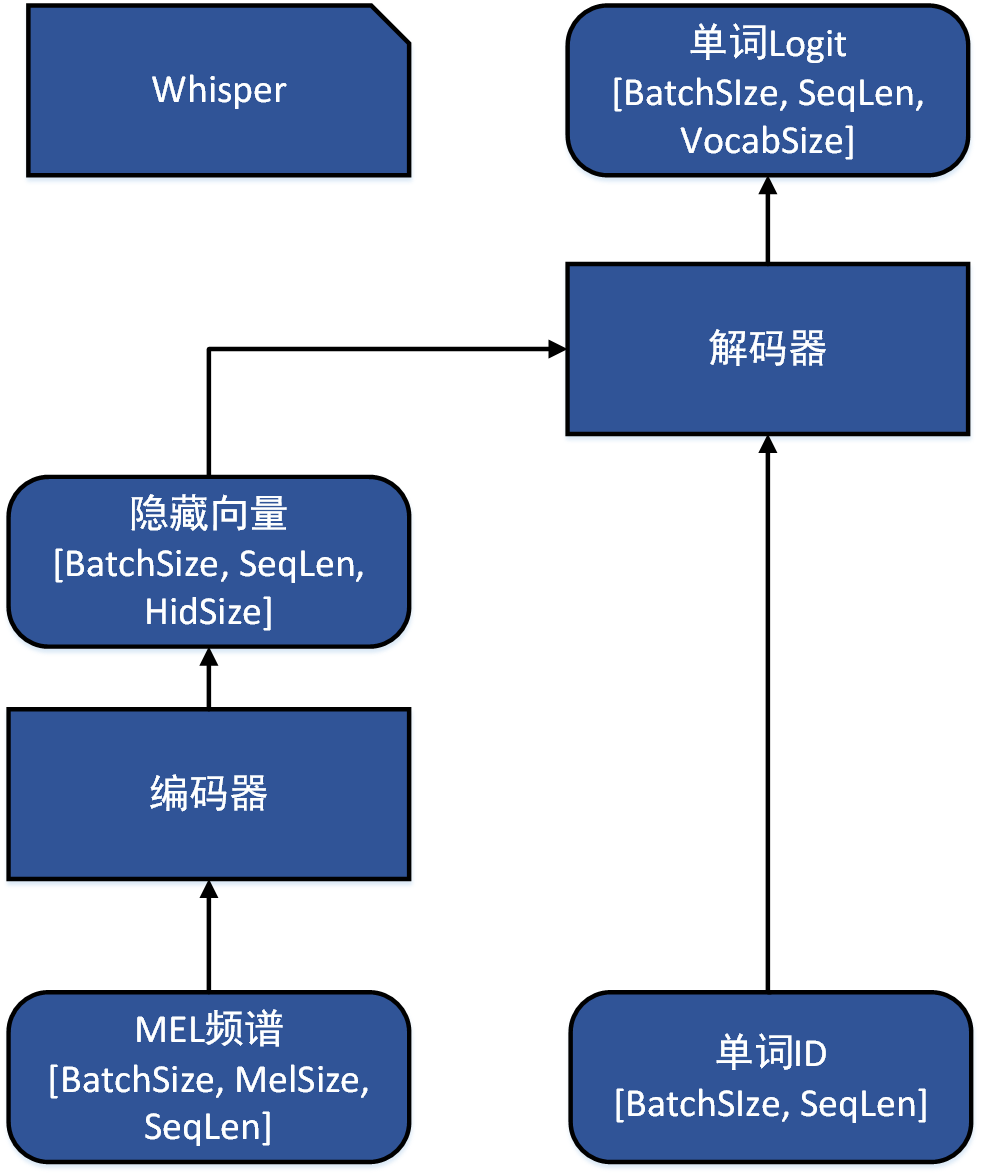 Whisper
单词Logit
[BatchSIze, SeqLen,
VocabSize]
解码器
隐藏向量
[BatchSize, SeqLen,
HidSize]
编码器
MEL频谱
[BatchSize, MelSize,
SeqLen]
单词ID
[BatchSIze, SeqLen]